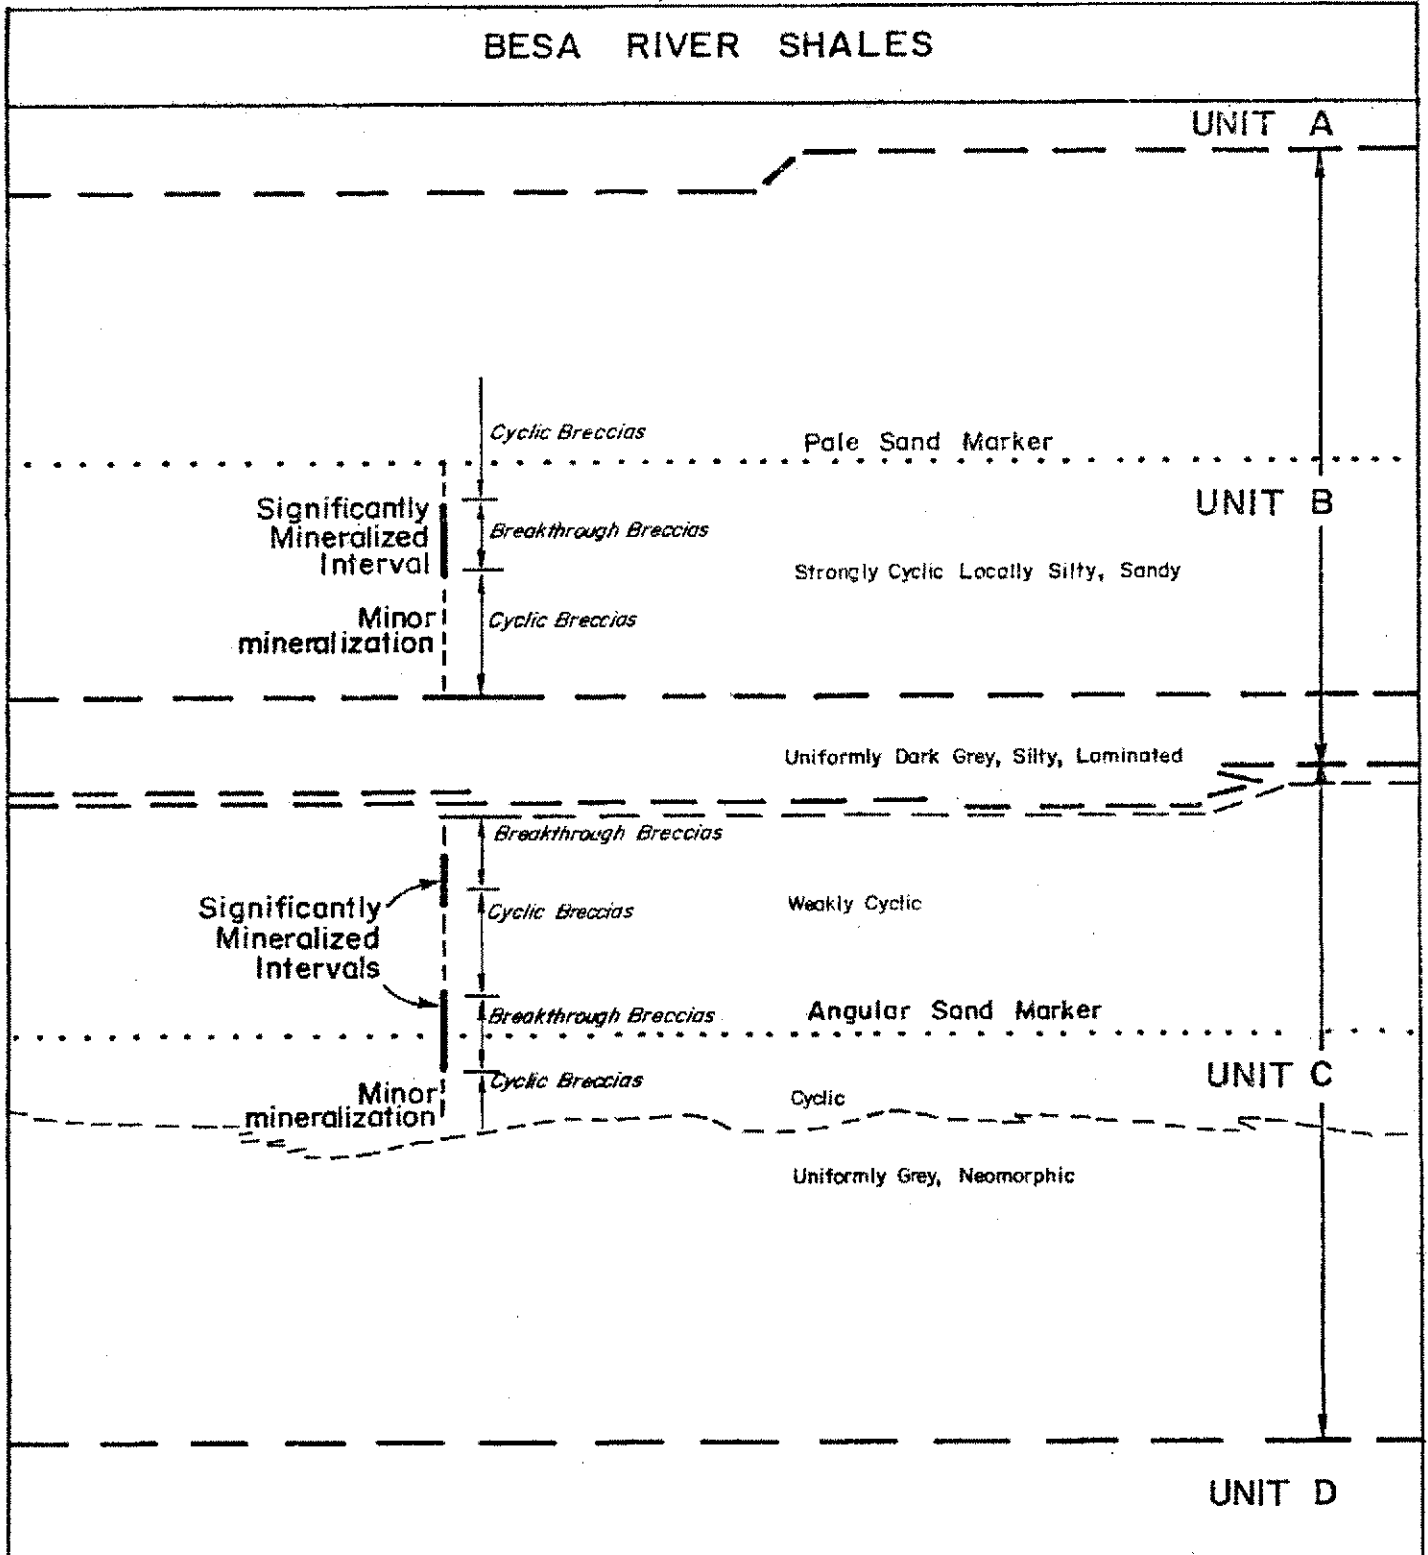 BESA RIVER SHALES
UNIT A
Cyclic Breccias
Pale Sand Marker
Significantly
Mineralized
Interval
Breakthrough Breccias
UNIT B
Strongly Cyclic Locally Silty, Sandy
Minor
mineralization
Cyclic Breccias
Uniformly Dark Grey, Silty, Laminated
Breakthrough Breccias
Significantly
Mineralized
Intervals
Cyclic Breccias
Weakly Cyclic
Breakthrough Breccias
Angular Sand Marker
Minor
mineralization
Cyclic Breccias
Cyclic
UNIT C
Uniformly Grey, Neomorphic
UNIT D